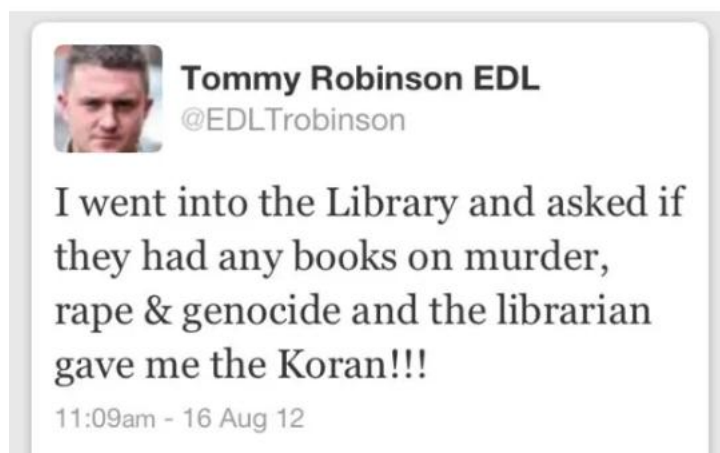 Tommy Robinson EDL
@EDLTrobinson
I went into the Library and asked if
they had any books on murder,
rape & genocide and the librarian
gave me the Koran!!!
11:09am - 16 Aug 12